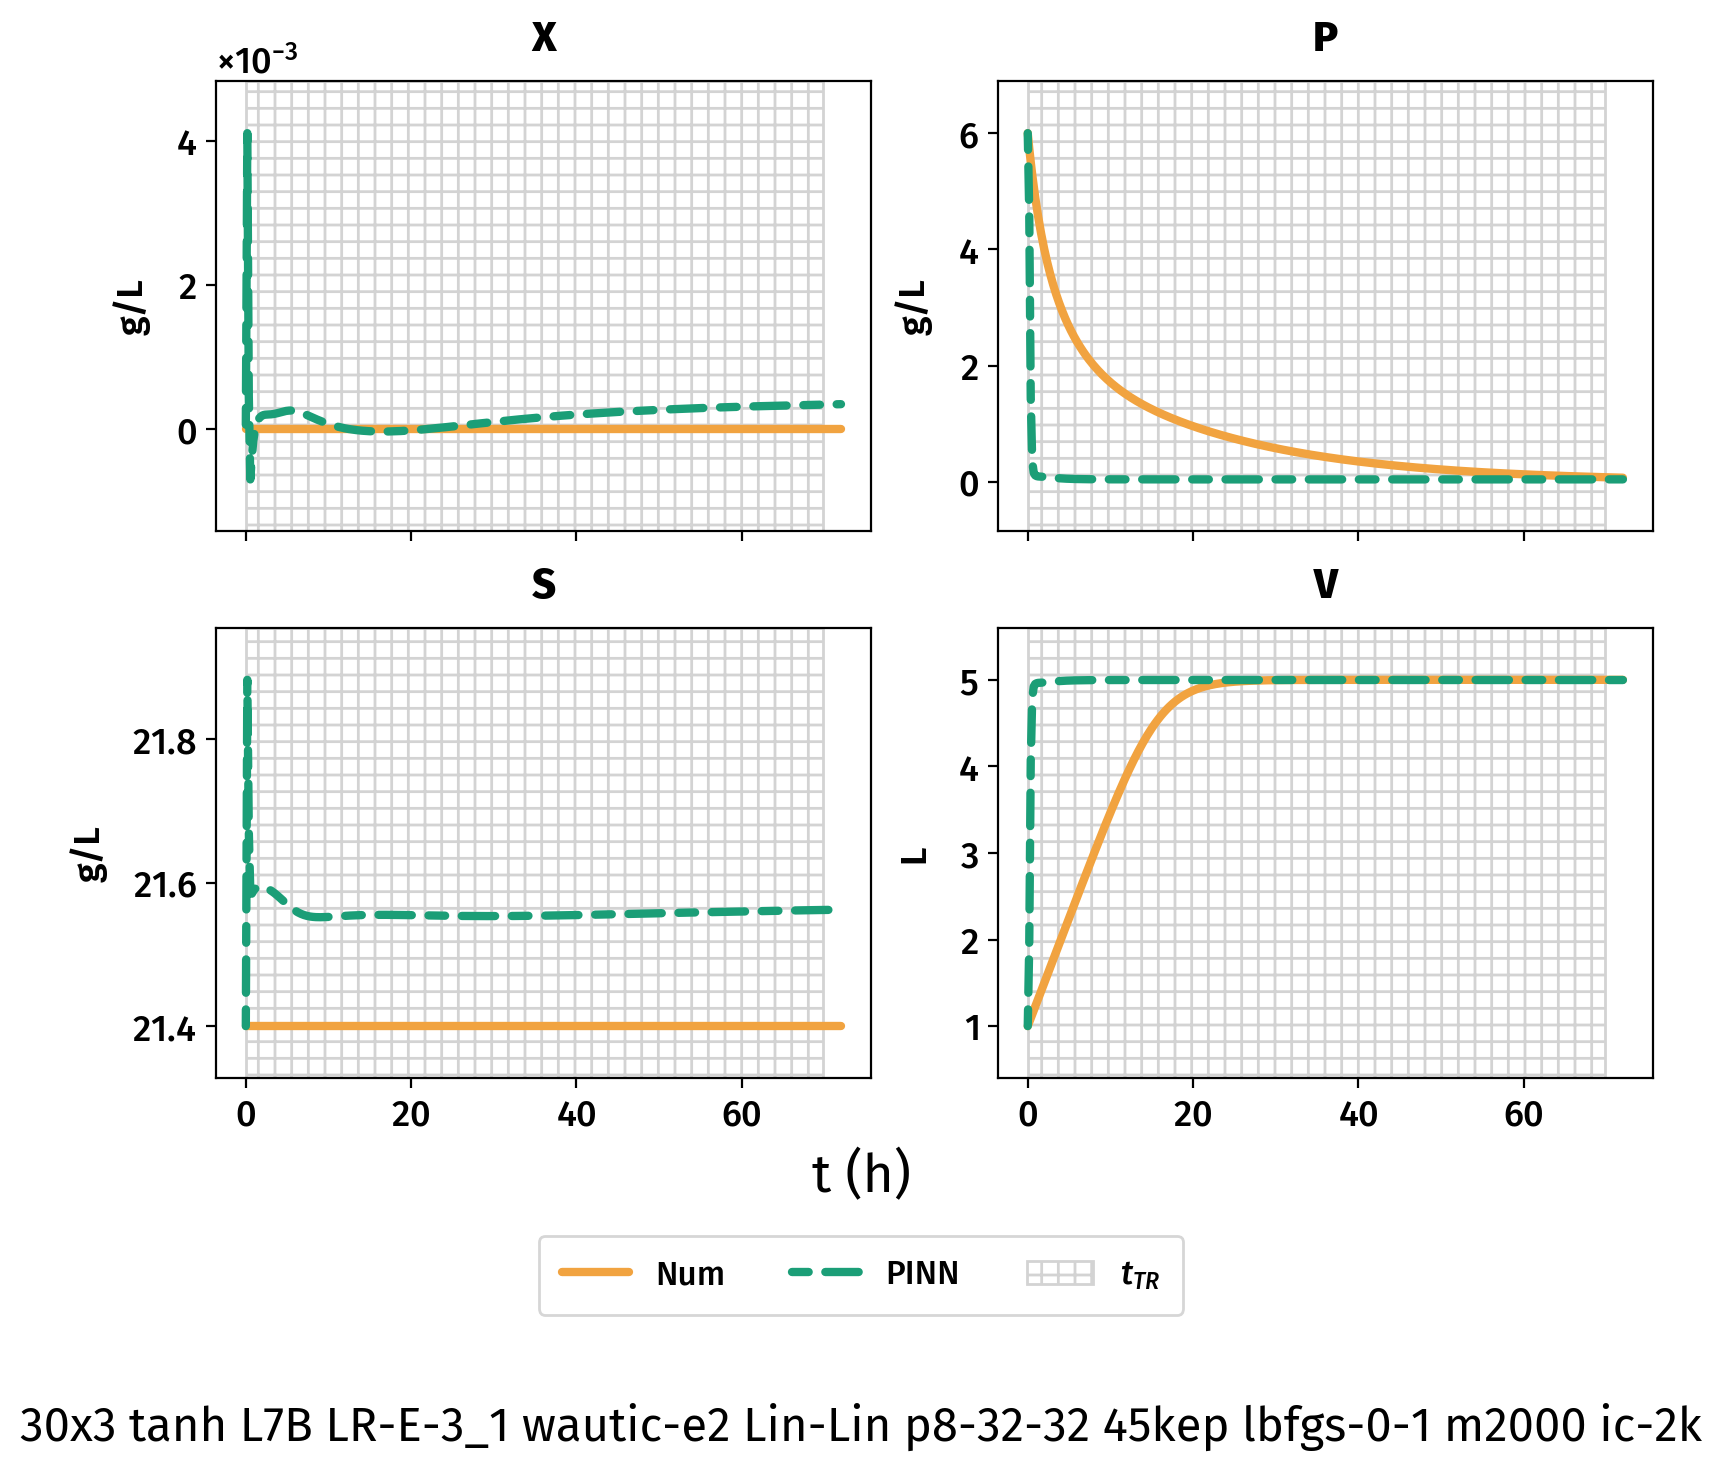 X
×10⁻³
4
2
0
g/L
P
6
4
2
0
g/L
S
21.8
21.6
21.4
g/L
0 20 40 60
V
5
4
3
2
1
L
0 20 40 60
t (h)
Num PINN t_TR
30x3 tanh L7B LR-E-3_1 wautic-e2 Lin-Lin p8-32-32 45kep lbfgs-0-1 m2000 ic-2k